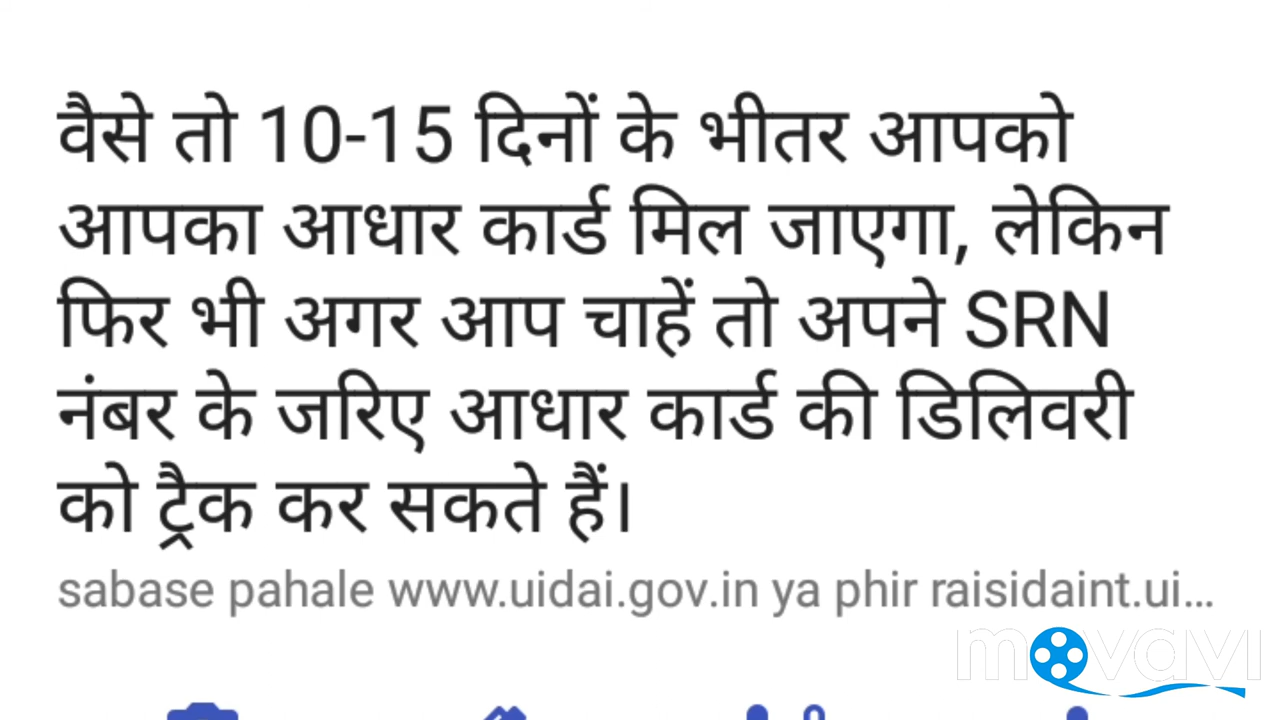 वैसे तो 10-15 दिनों के भीतर आपको
आपका आधार कार्ड मिल जाएगा, लेकिन
फिर भी अगर आप चाहें तो अपने SRN
नंबर के जरिए आधार कार्ड की डिलिवरी
को ट्रैक कर सकते हैं।
sabase pahale www.uidai.gov.in ya phir raisidaint.ui...
movavi